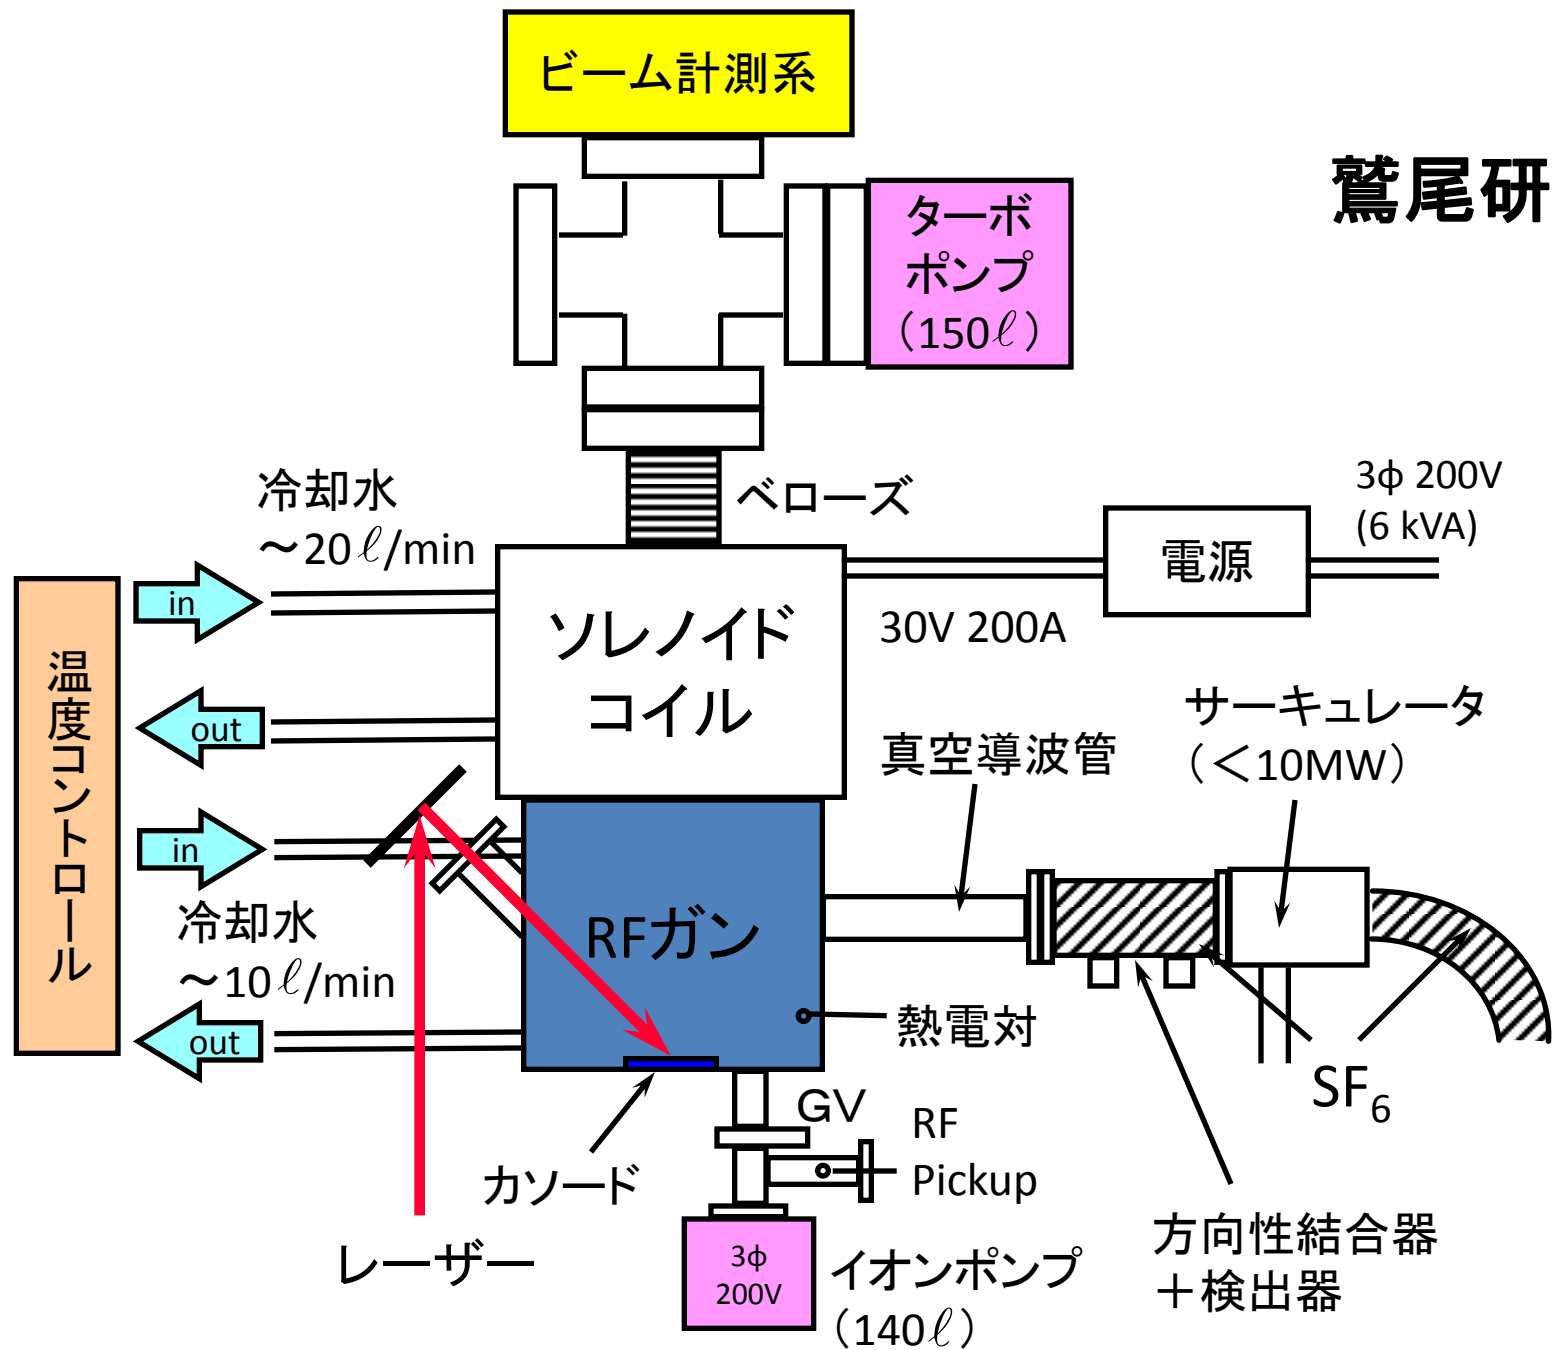 ビーム計測系
鷲尾研
ターボ
ポンプ
（150ℓ）
冷却水
～20ℓ/min
ベローズ
3ϕ 200V
(6 kVA)
電源
in
ソレノイド
コイル
30V 200A
温度コントロール
out
サーキュレータ
（＜10MW）
真空導波管
in
冷却水
～10ℓ/min
RFガン
out
熱電対
SF₆
GV
RF
Pickup
カソード
方向性結合器
＋検出器
レーザー
3ϕ
200V
イオンポンプ
（140ℓ）